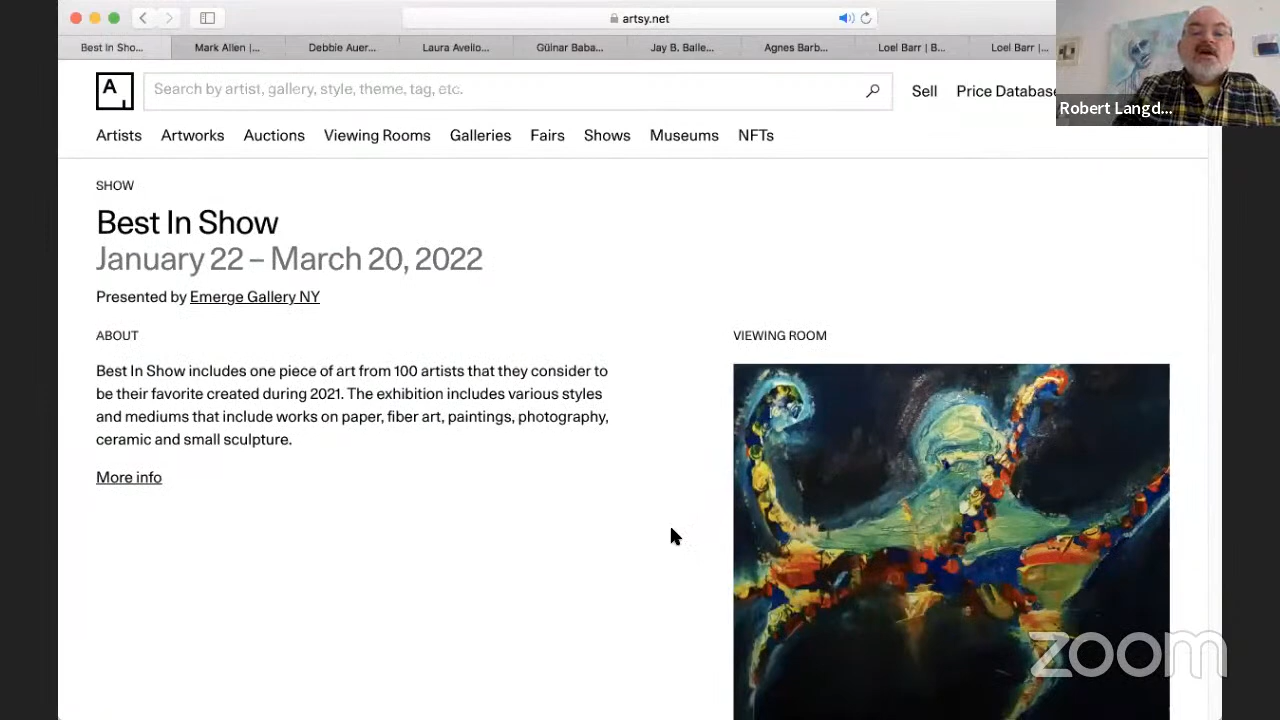 artsy.net
Best In Sho... Mark Allen |... Debbie Auer... Laura Avello... Gülnar Baba... Jay B. Balle... Agnes Barb... Loel Barr | B... Loel Barr |...
A, Search by artist, gallery, style, theme, tag, etc. Sell Price Database
Robert Langd...
Artists Artworks Auctions Viewing Rooms Galleries Fairs Shows Museums NFTs
SHOW
Best In Show
January 22 – March 20, 2022
Presented by Emerge Gallery NY
ABOUT
Best In Show includes one piece of art from 100 artists that they consider to
be their favorite created during 2021. The exhibition includes various styles
and mediums that include works on paper, fiber art, paintings, photography,
ceramic and small sculpture.
More info
VIEWING ROOM
zoom